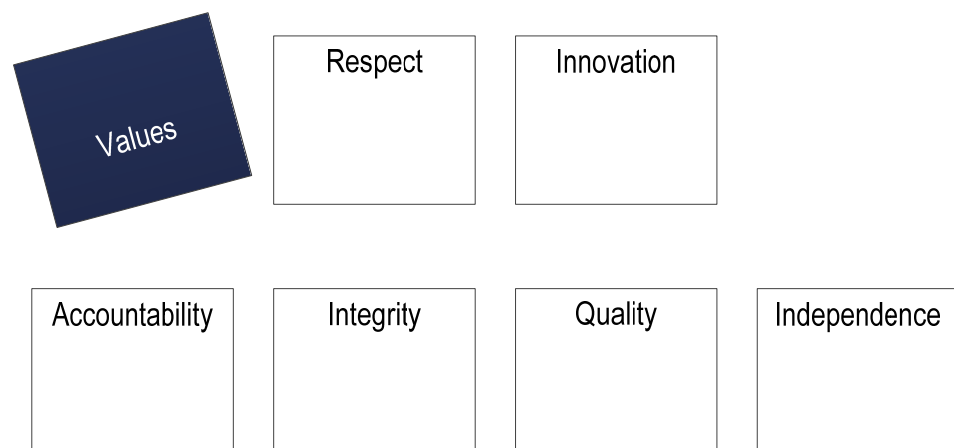 Values
Respect
Innovation
Accountability
Integrity
Quality
Independence